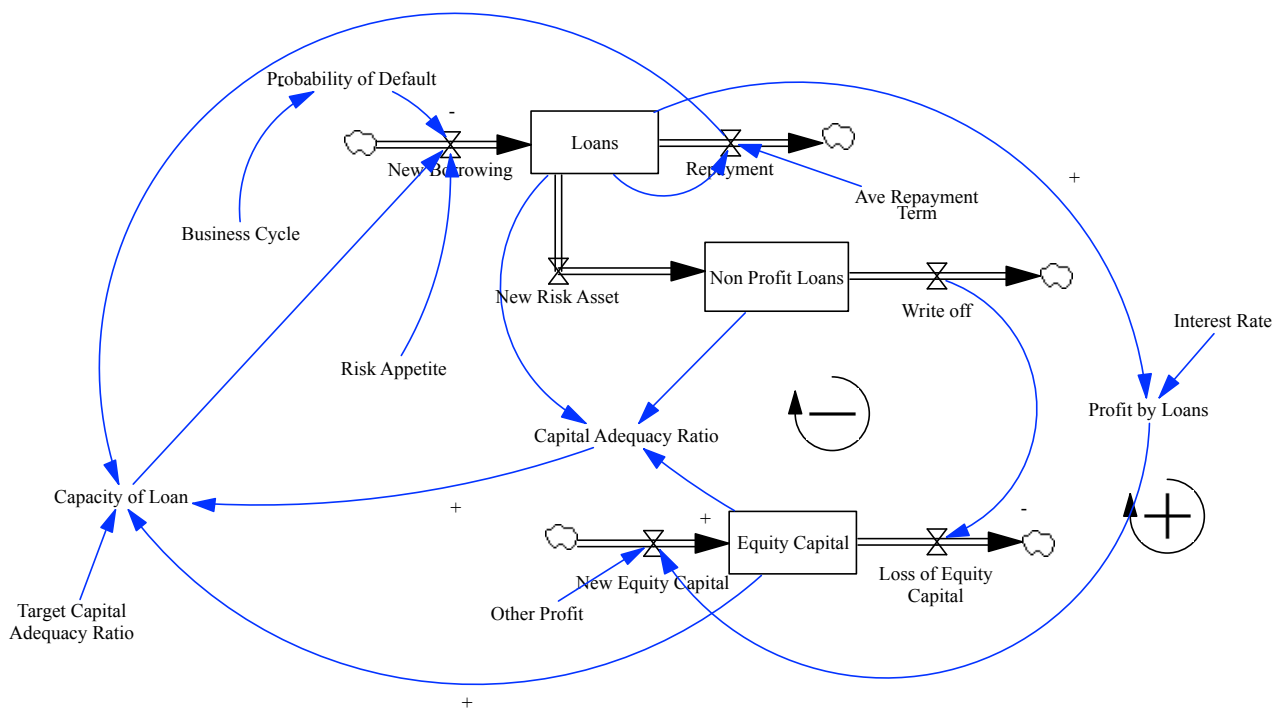 Probability of Default
-
-
Loans
New Borrowing
Repayment
+
Ave Repayment
Term
Business Cycle
Non Profit Loans
New Risk Asset
Write off
Interest Rate
Risk Appetite
Profit by Loans
Capital Adequacy Ratio
Capacity of Loan
+
+
-
Equity Capital
New Equity Capital
Loss of Equity
Capital
Other Profit
Target Capital
Adequacy Ratio
+